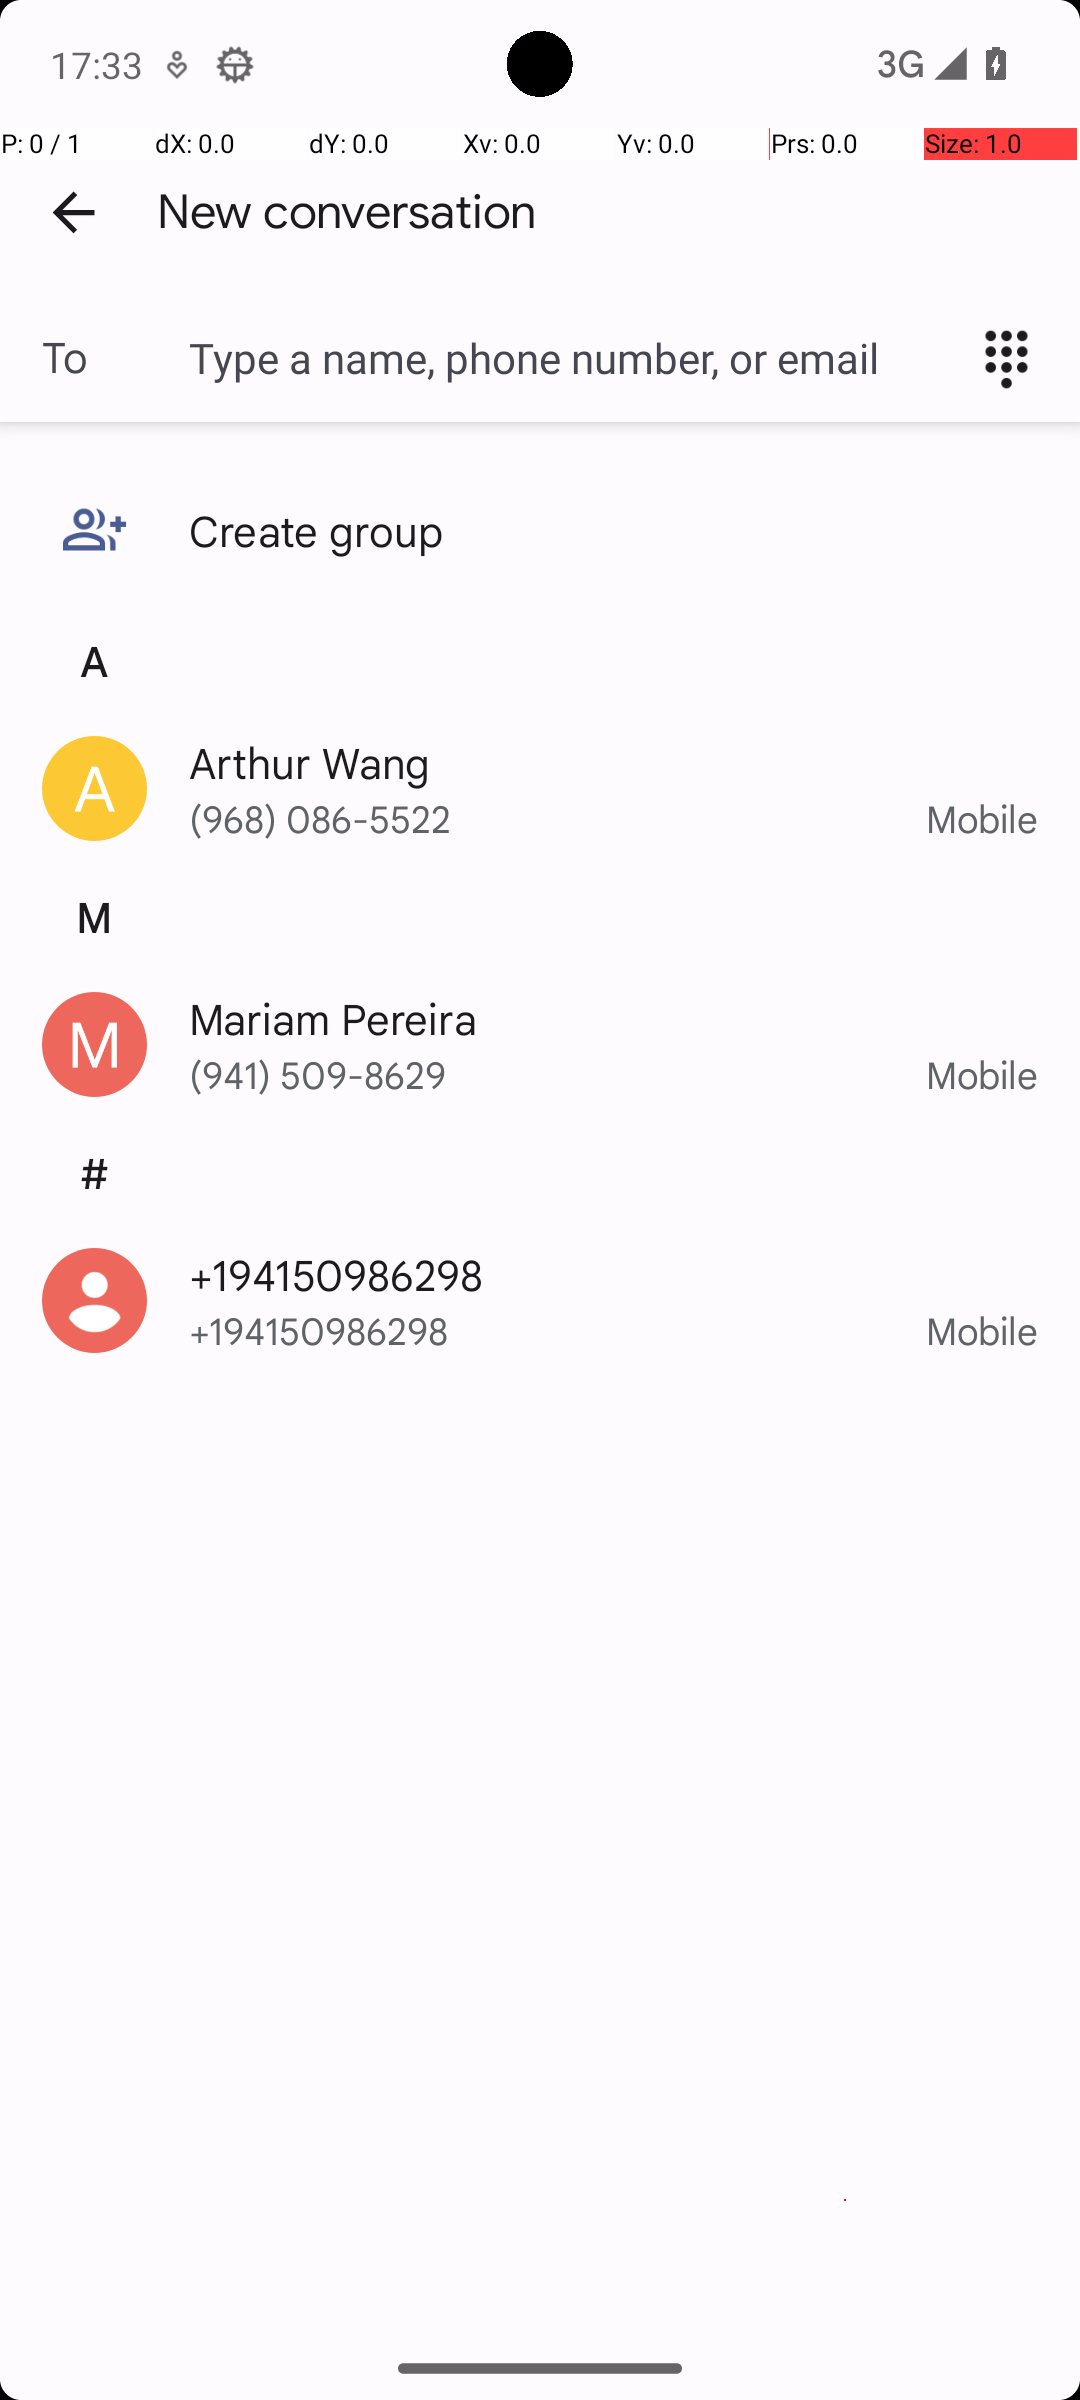 17:33 3G
P: 0 / 1 dX: 0.0 dY: 0.0 Xv: 0.0 Yv: 0.0 Prs: 0.0 Size: 1.0
New conversation
To Type a name, phone number, or email
Create group
A
A Arthur Wang
(968) 086-5522 Mobile
M
M Mariam Pereira
(941) 509-8629 Mobile
#
+194150986298
+194150986298 Mobile